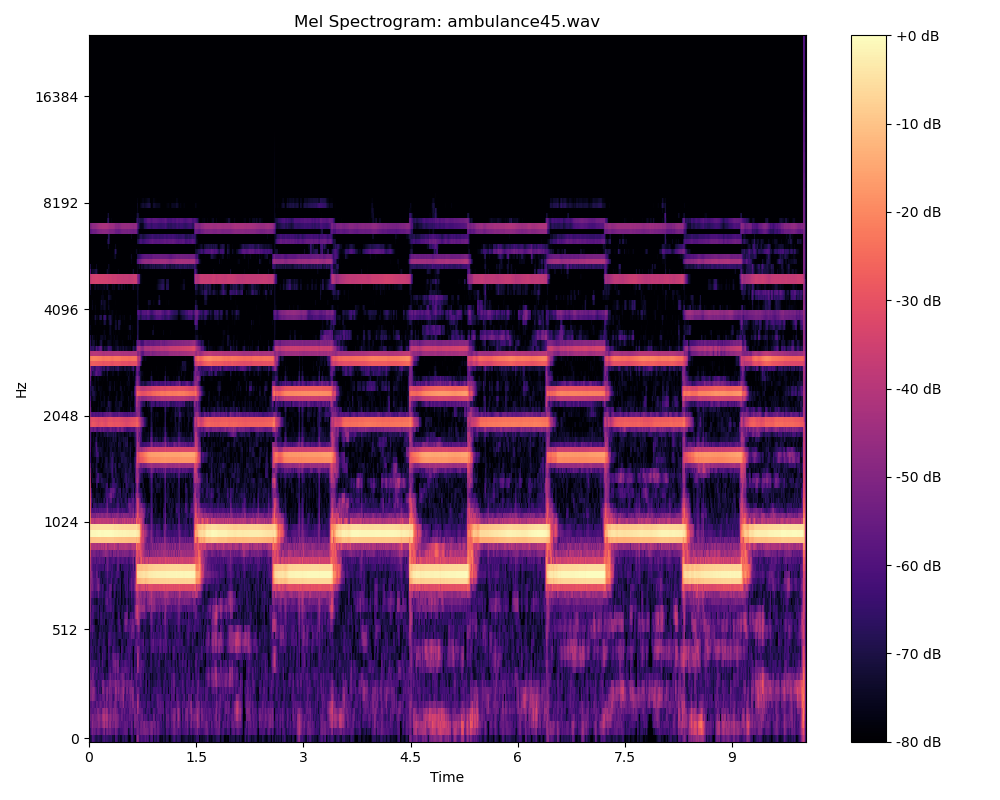 Mel Spectrogram: ambulance45.wav
+0 dB
16384
-10 dB
8192
-20 dB
4096
-30 dB
Hz
2048
-40 dB
1024
-50 dB
512
-60 dB
-70 dB
0
-80 dB
0 1.5 3 4.5 6 7.5 9
Time